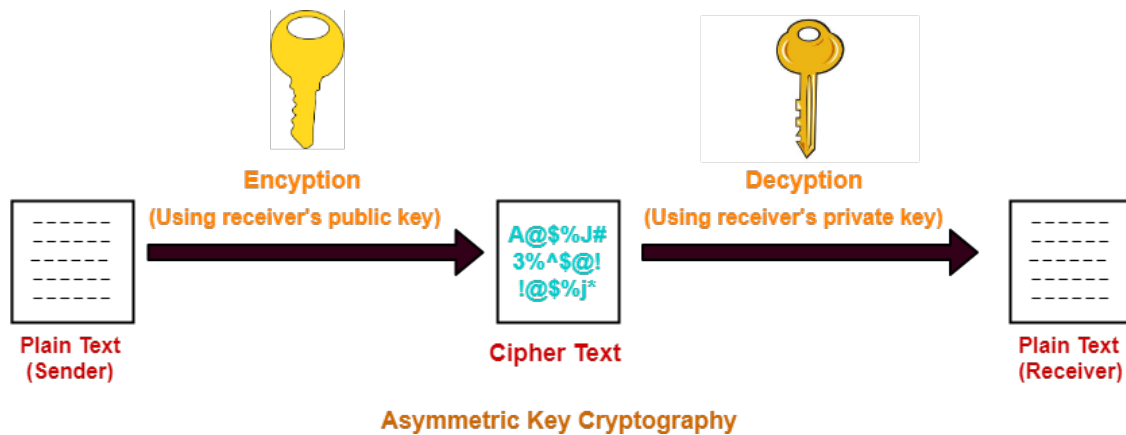 Encyption
(Using receiver's public key)
Decyption
(Using receiver's private key)
A@$%J#
3%^$@!
!@$%j*
Plain Text
(Sender)
Cipher Text
Plain Text
(Receiver)
Asymmetric Key Cryptography